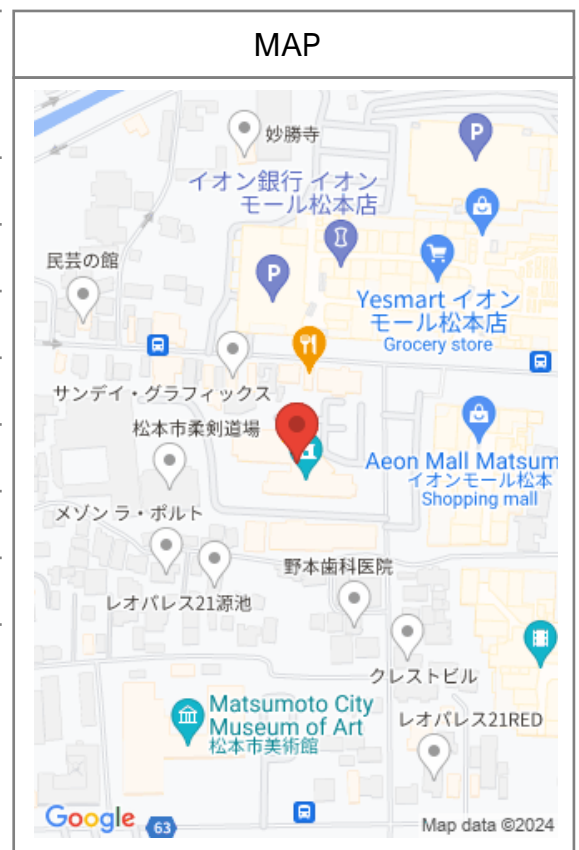 MAP
妙勝寺
P
イオン銀行 イオン
モール松本店
民芸の館
P
Yesmart イオン
モール松本店
Grocery store
サンデイ・グラフィックス
松本市柔剣道場
Aeon Mall Matsum
イオンモール松本
Shopping mall
メゾン ラ・ポルト
野本歯科医院
レオパレス21源池
クレストビル
Matsumoto City
Museum of Art
松本市美術館
レオパレス21RED
Google
63
Map data ©2024